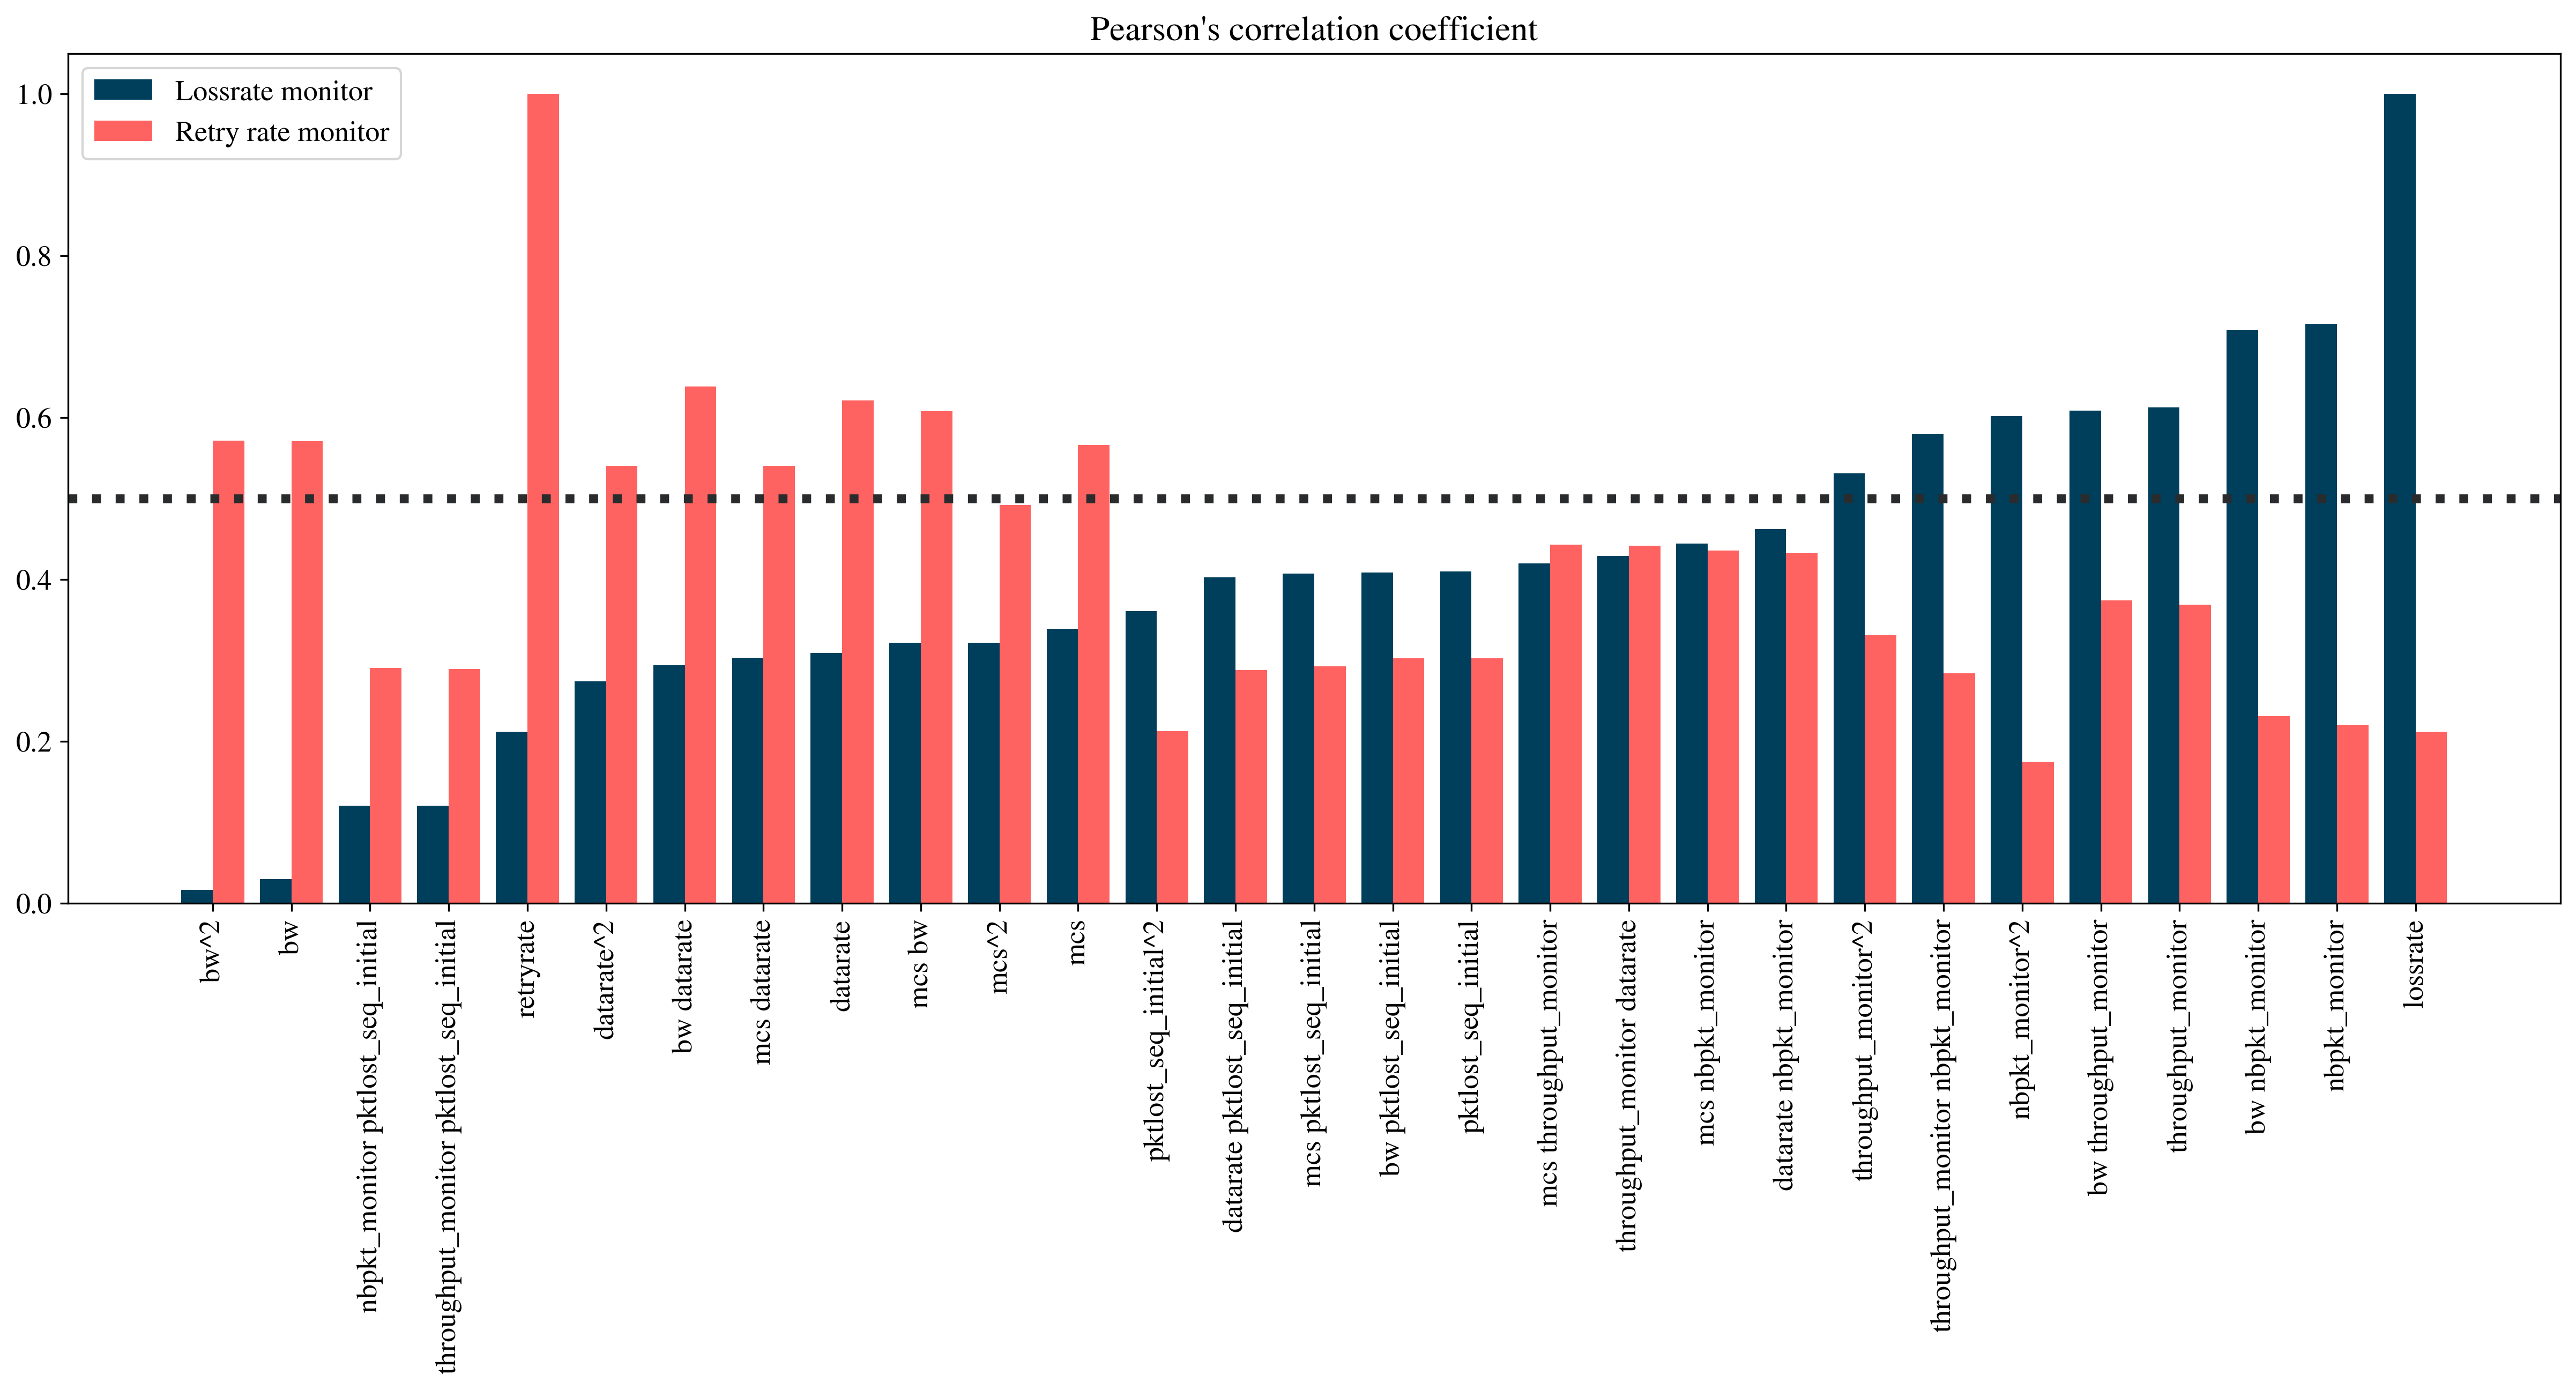 Pearson's correlation coefficient
Lossrate monitor
Retry rate monitor
1.0
0.8
0.6
0.4
0.2
0.0
bw^2
bw
nbpkt_monitor pktlost_seq_initial
throughput_monitor pktlost_seq_initial
retryrate
datarate^2
bw datarate
mcs datarate
datarate
mcs bw
mcs^2
mcs
pktlost_seq_initial^2
datarate pktlost_seq_initial
mcs pktlost_seq_initial
bw pktlost_seq_initial
pktlost_seq_initial
mcs throughput_monitor
throughput_monitor datarate
mcs nbpkt_monitor
datarate nbpkt_monitor
throughput_monitor^2
throughput_monitor nbpkt_monitor
nbpkt_monitor^2
bw throughput_monitor
throughput_monitor
bw nbpkt_monitor
nbpkt_monitor
lossrate